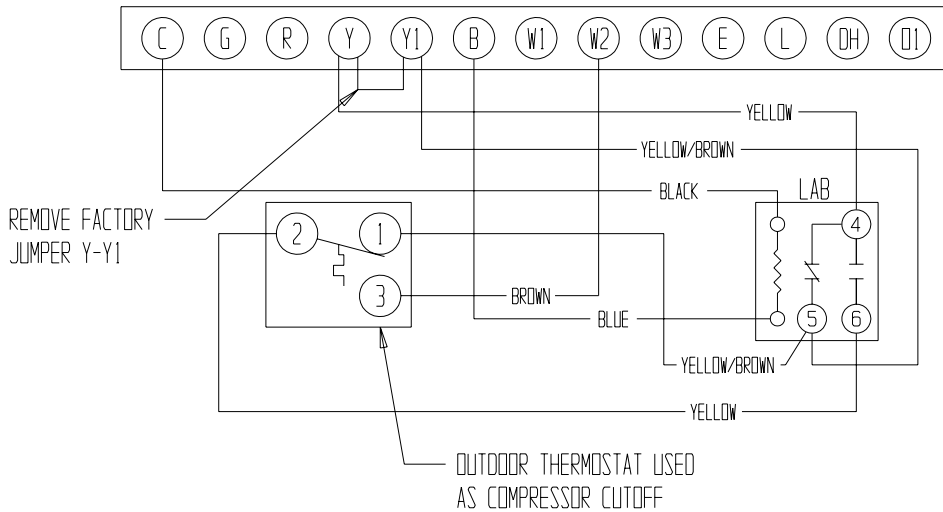 C G R Y Y1 B W1 W2 W3 E L DH O1
YELLOW
YELLOW/BROWN
BLACK
LAB
REMOVE FACTORY
JUMPER Y-Y1
2 1
4
3
BROWN
BLUE
5 6
YELLOW/BROWN
YELLOW
OUTDOOR THERMOSTAT USED
AS COMPRESSOR CUTOFF